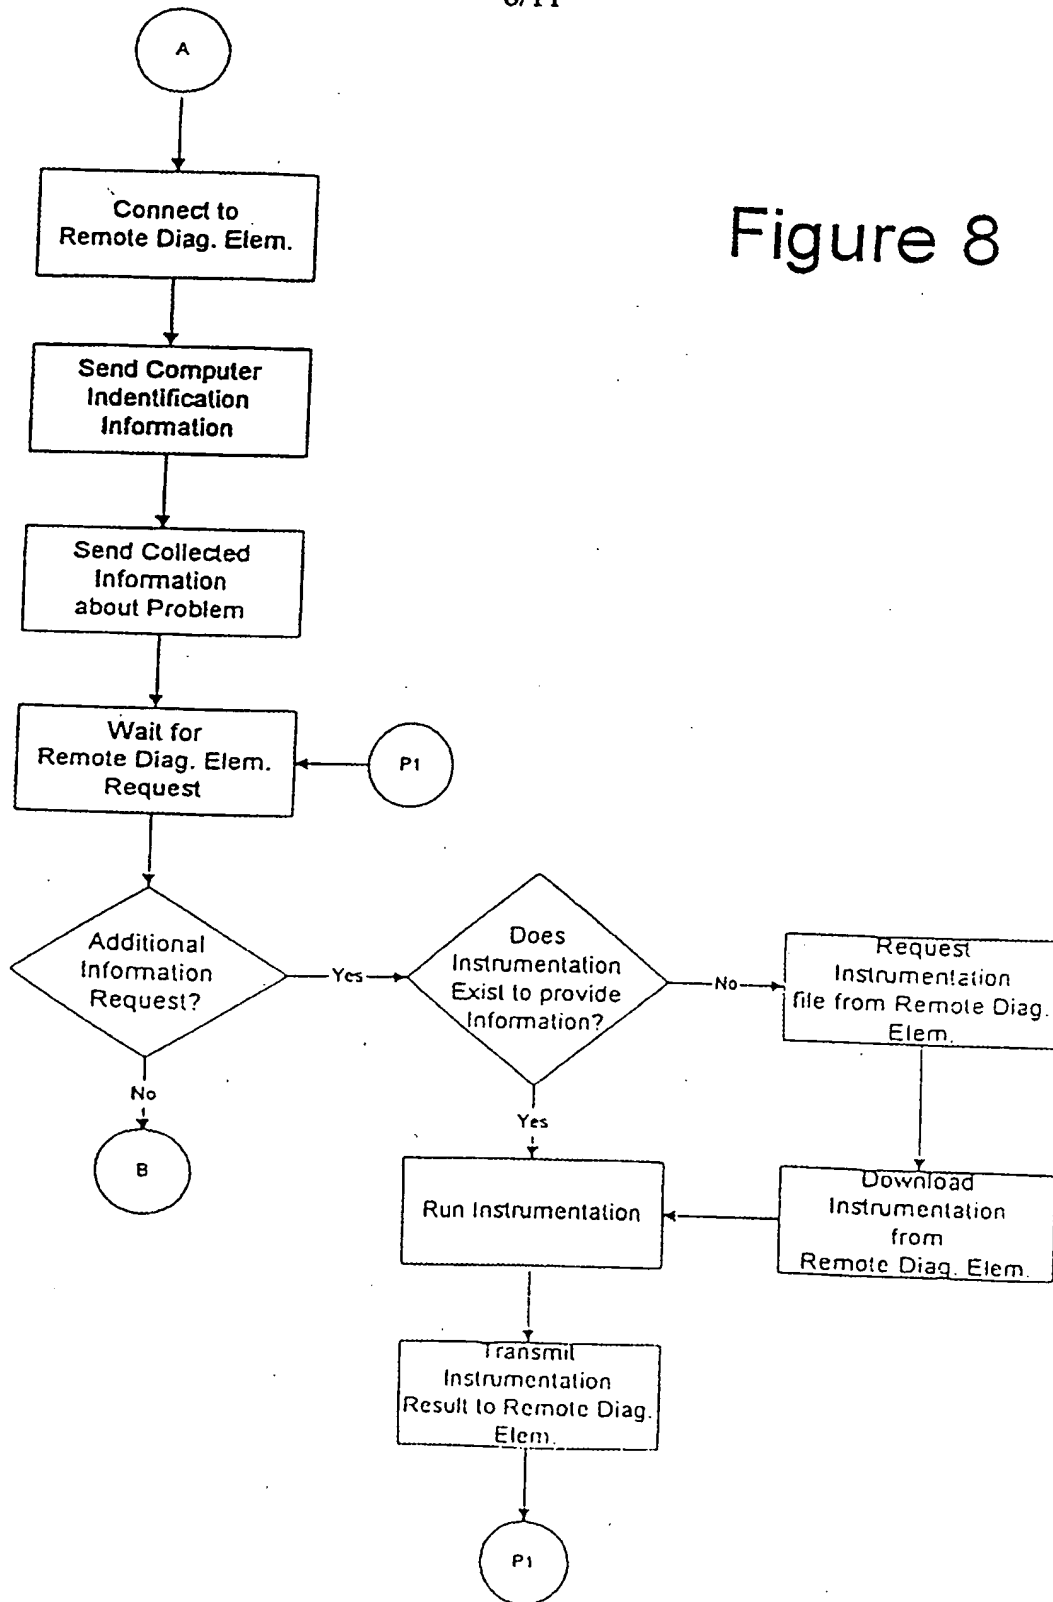 A
Connect to
Remote Diag. Elem.
Figure 8
Send Computer
Indentification
Information
Send Collected
Information
about Problem
Wait for
Remote Diag. Elem.
Request
P1
Additional
Information
Request?
Yes
Does
Instrumentation
Exist to provide
Information?
No
Request
Instrumentation
file from Remote Diag.
Elem.
No
B
Yes
Run Instrumentation
Download
Instrumentation
from
Remote Diag. Elem.
Transmit
Instrumentation
Result to Remote Diag.
Elem.
P1